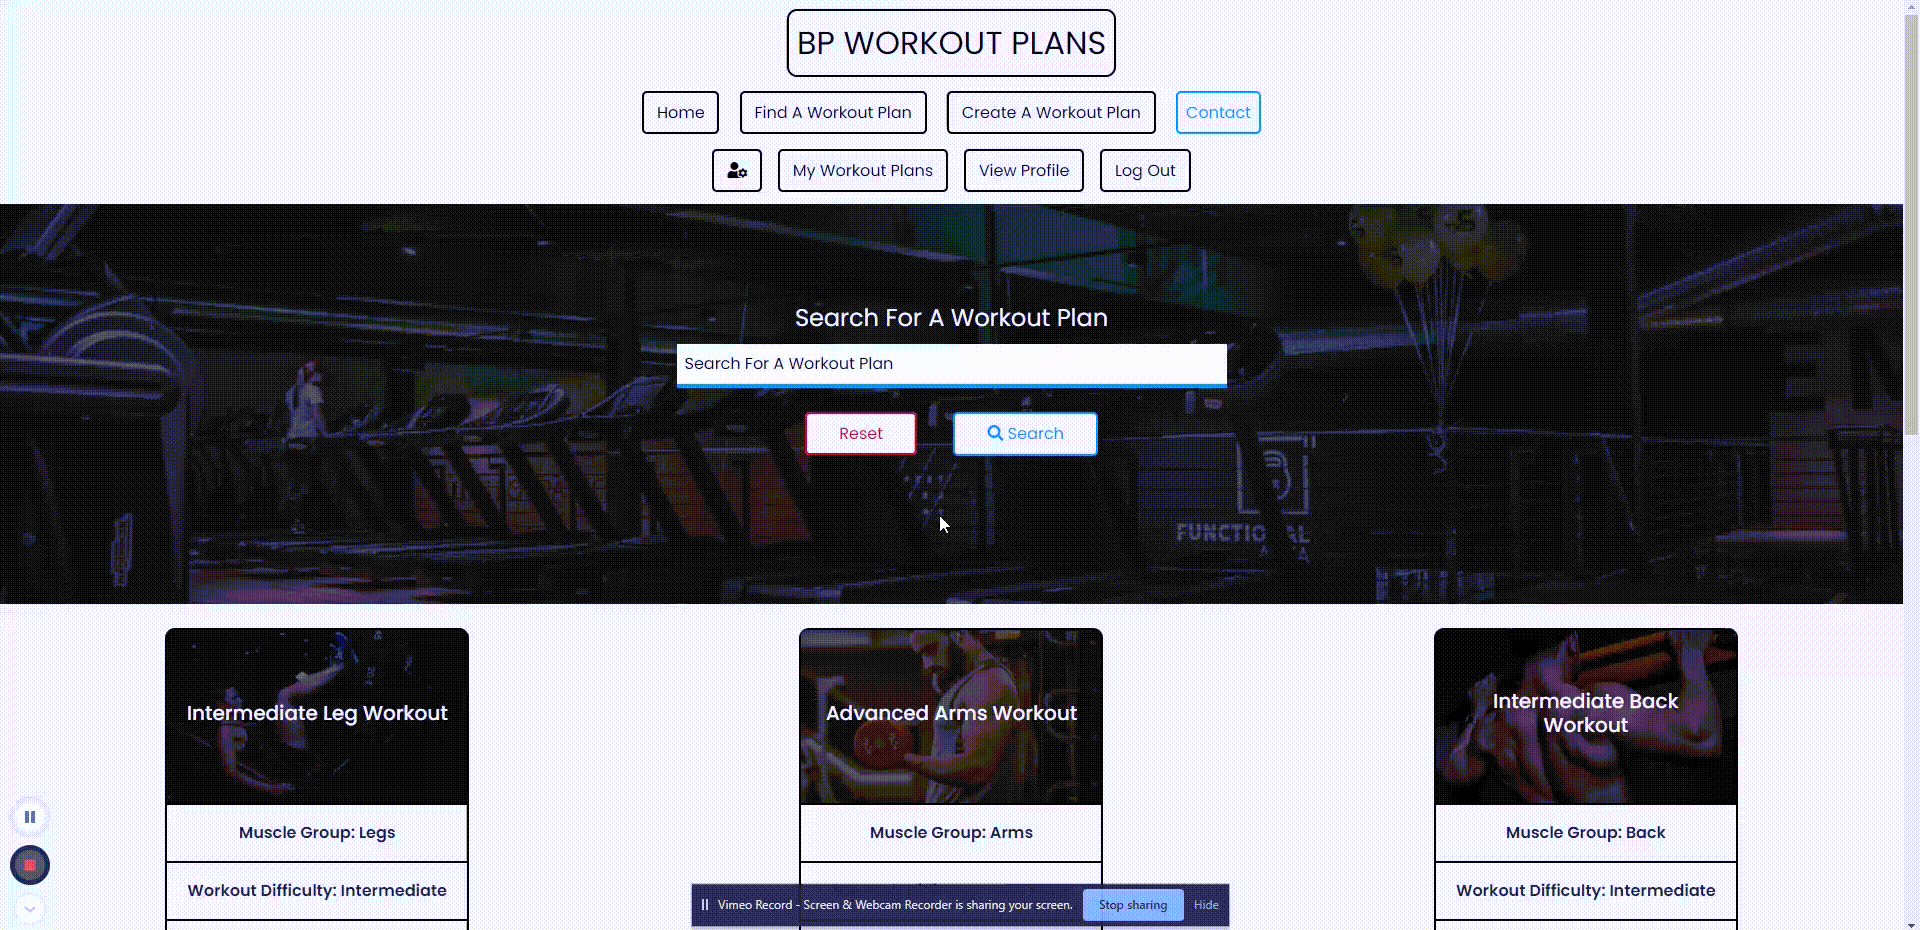 BP WORKOUT PLANS
Home
Find A Workout Plan
Create A Workout Plan
Contact
My Workout Plans
View Profile
Log Out
Search For A Workout Plan
Search For A Workout Plan
Reset
Search
Intermediate Leg Workout
Muscle Group: Legs
Workout Difficulty: Intermediate
Advanced Arms Workout
Muscle Group: Arms
Intermediate Back
Workout
Muscle Group: Back
Workout Difficulty: Intermediate
Vimeo Record - Screen & Webcam Recorder is sharing your screen.
Stop sharing
Hide